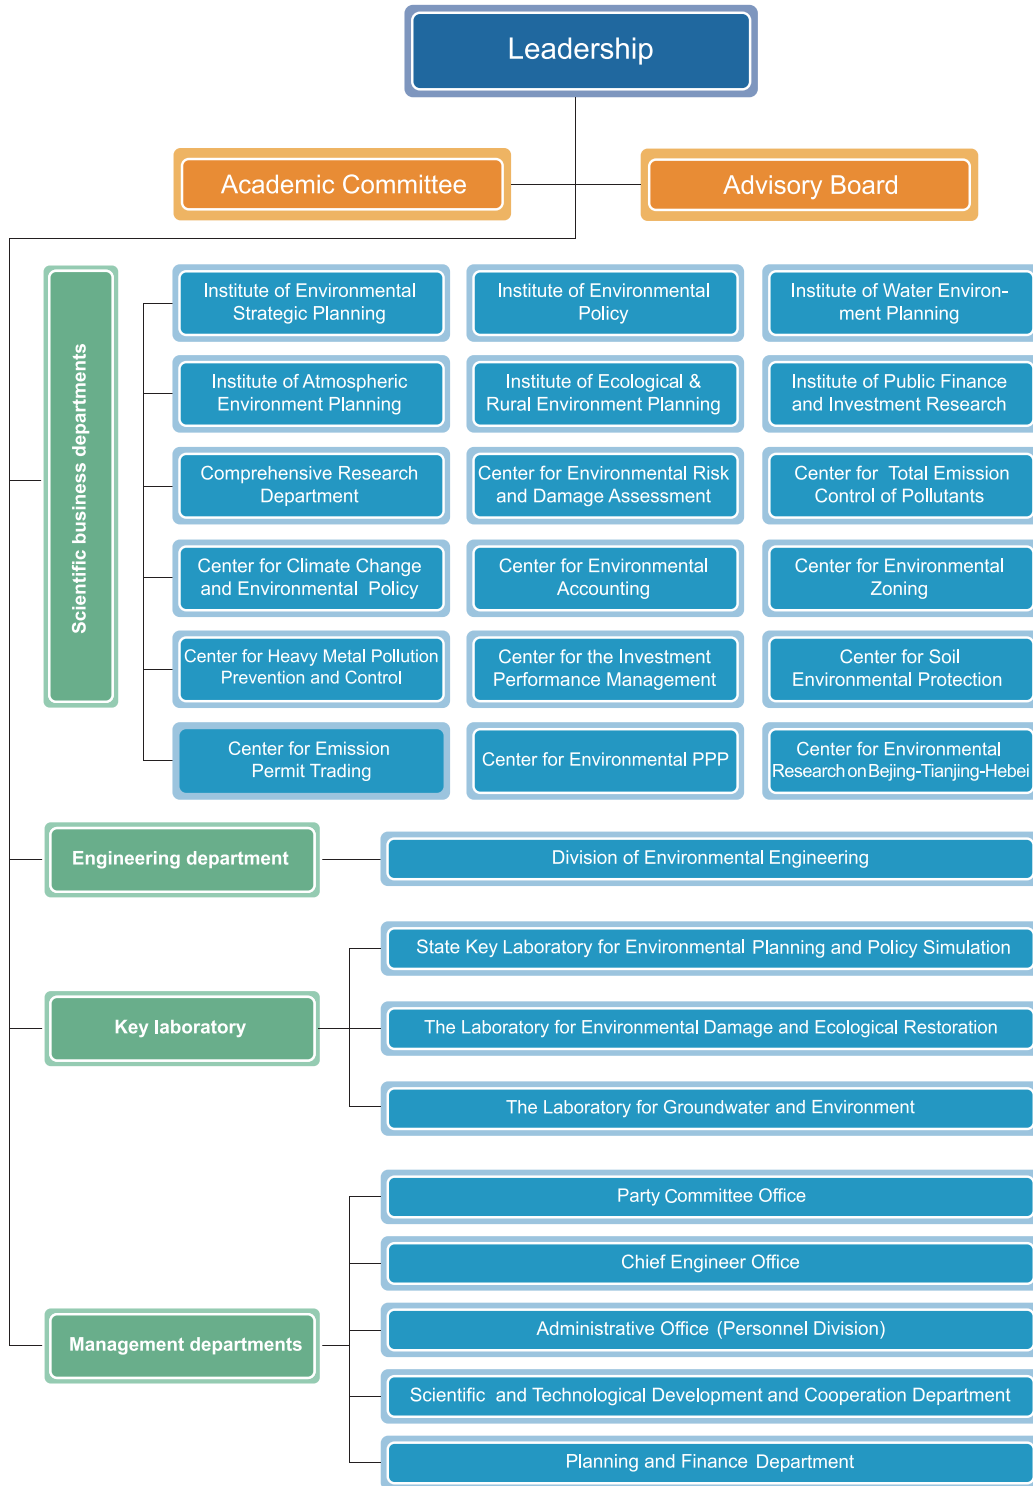 Leadership
Academic Committee
Advisory Board
Scientific business departments
Institute of Environmental
Strategic Planning
Institute of Environmental
Policy
Institute of Water Environ-
ment Planning
Institute of Atmospheric
Environment Planning
Institute of Ecological &
Rural Environment Planning
Institute of Public Finance
and Investment Research
Comprehensive Research
Department
Center for Environmental Risk
and Damage Assessment
Center for Total Emission
Control of Pollutants
Center for Climate Change
and Environmental Policy
Center for Environmental
Accounting
Center for Environmental
Zoning
Center for Heavy Metal Pollution
Prevention and Control
Center for the Investment
Performance Management
Center for Soil
Environmental Protection
Center for Emission
Permit Trading
Center for Environmental PPP
Center for Environmental
Research on Bejing-Tianjing-Hebei
Engineering department
Division of Environmental Engineering
Key laboratory
State Key Laboratory for Environmental Planning and Policy Simulation
The Laboratory for Environmental Damage and Ecological Restoration
The Laboratory for Groundwater and Environment
Management departments
Party Committee Office
Chief Engineer Office
Administrative Office (Personnel Division)
Scientific and Technological Development and Cooperation Department
Planning and Finance Department